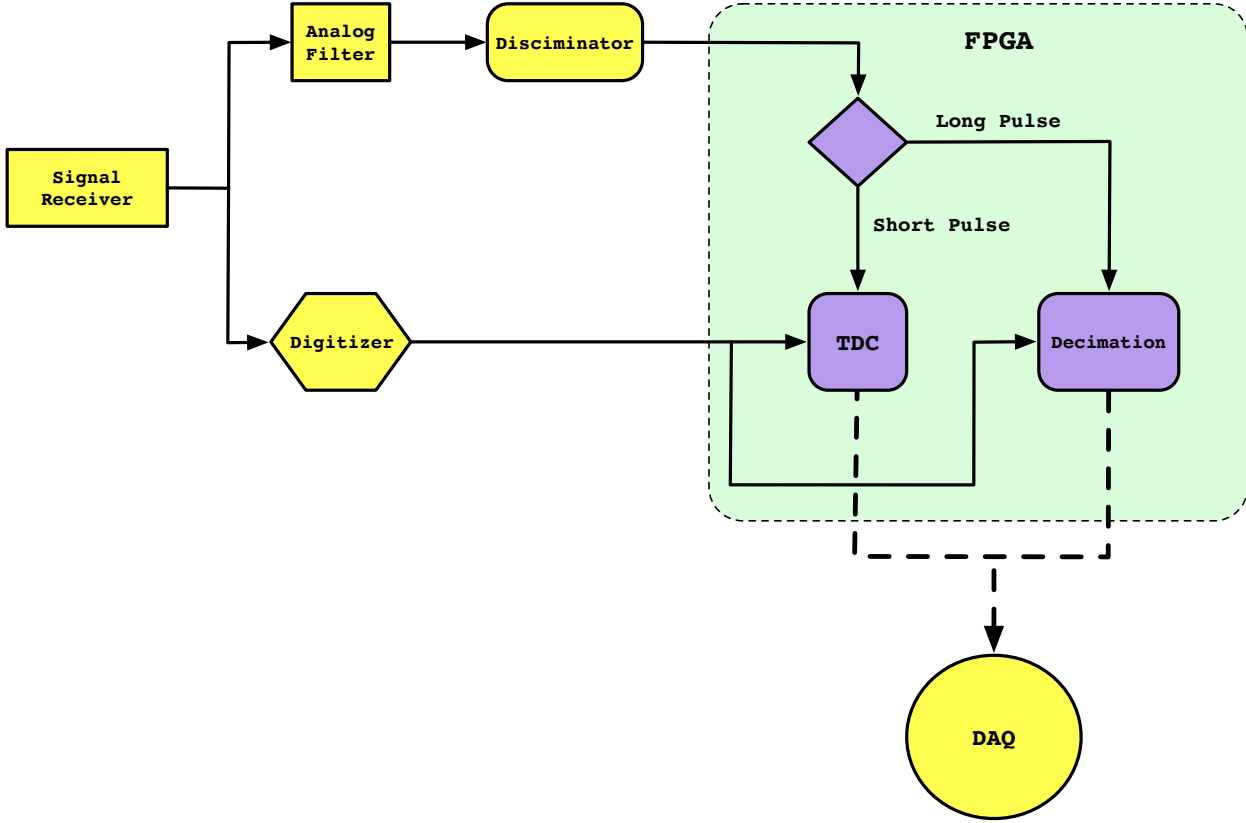 Analog
Filter
Disciminator
FPGA
Long Pulse
Signal
Receiver
Short Pulse
Digitizer
TDC
Decimation
DAQ